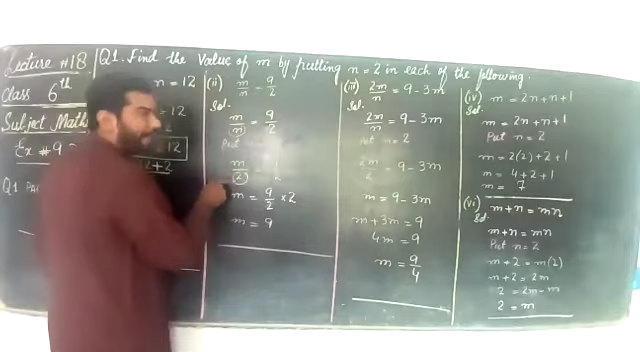 Lecture #18
Class 6th
Subject Maths
Ex # 9
Q1
Q1. Find the value of m by putting n = 2 in each of the following.
n = 12
= 12
12
12+2
(ii) m/n = 9/2
Sol.
m/n = 9/2
Put
m/2
m = 9/2 × 2
m = 9
(iii) 2m/n = 9-3m
Sol.
2m/n = 9-3m
Put n = 2
2m/2 = 9-3m
m = 9-3m
m+3m = 9
4m = 9
m = 9/4
(iv) m = 2n+n+1
Sol.
m = 2n+n+1
Put n = 2
m = 2(2)+2+1
m = 4+2+1
m = 7
(vi) m+n = mn
Sol.
m+n = mn
Put n = 2
m+2 = m(2)
m+2 = 2m
2 = 2m-m
2 = m